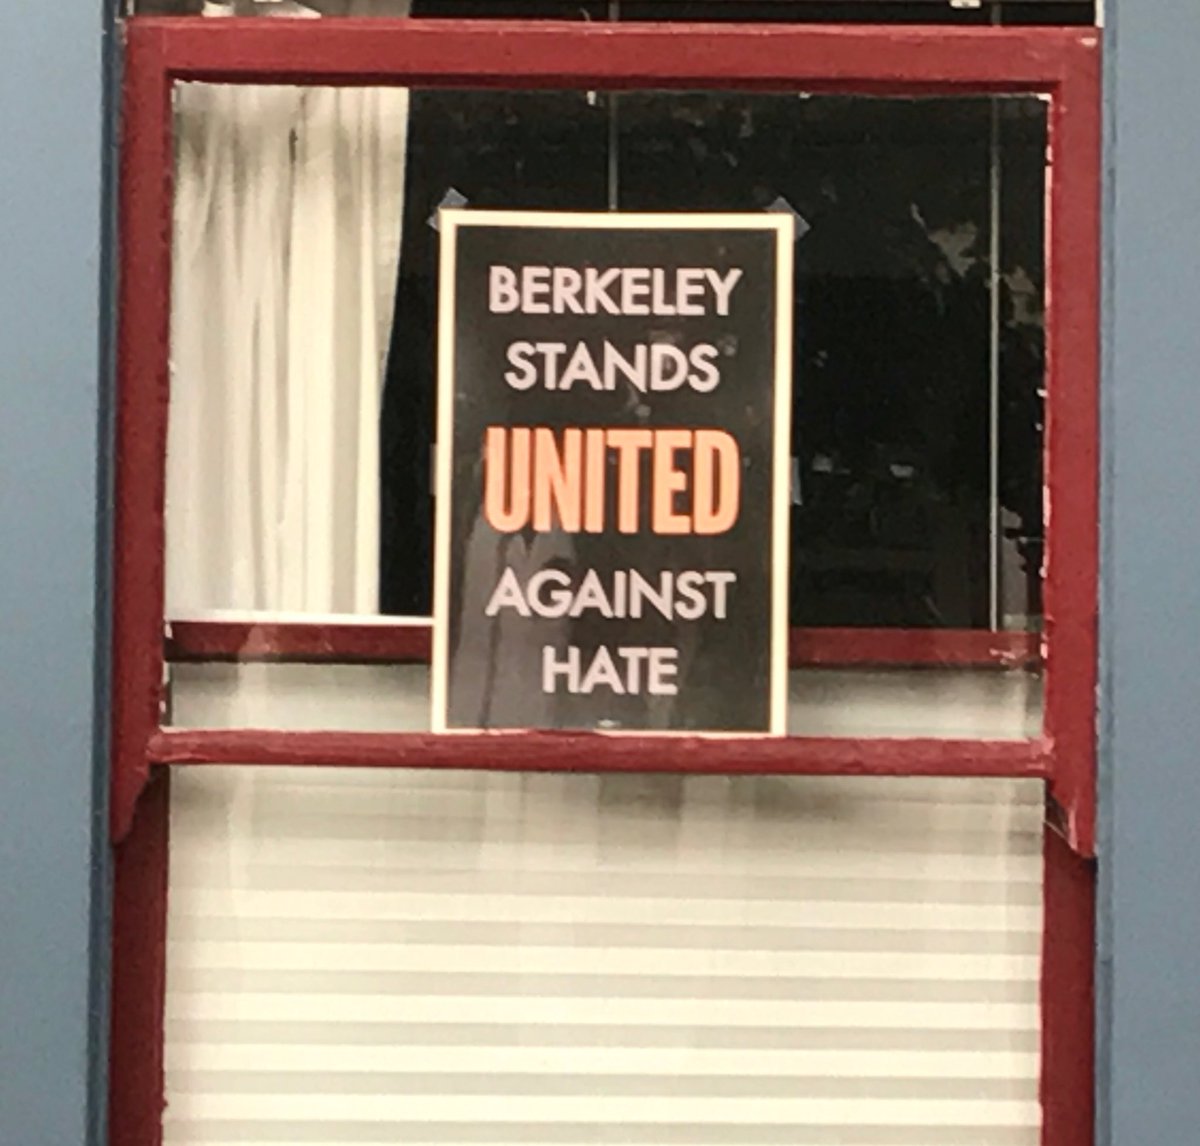 BERKELEY
STANDS
UNITED
AGAINST
HATE